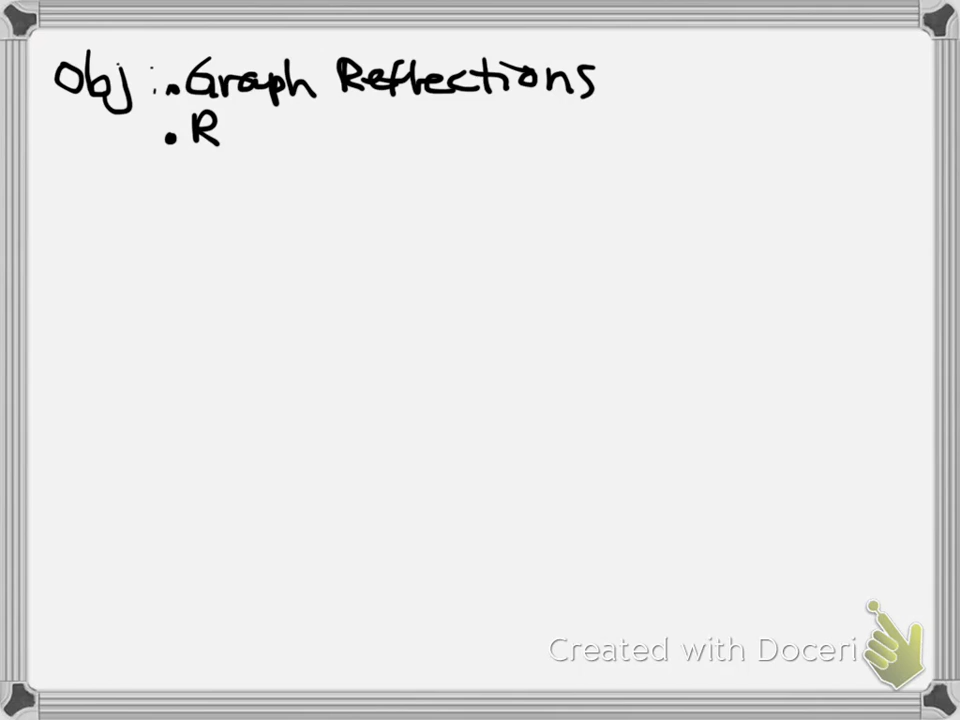 Obj: • Graph Reflections
• R
Created with Doceri